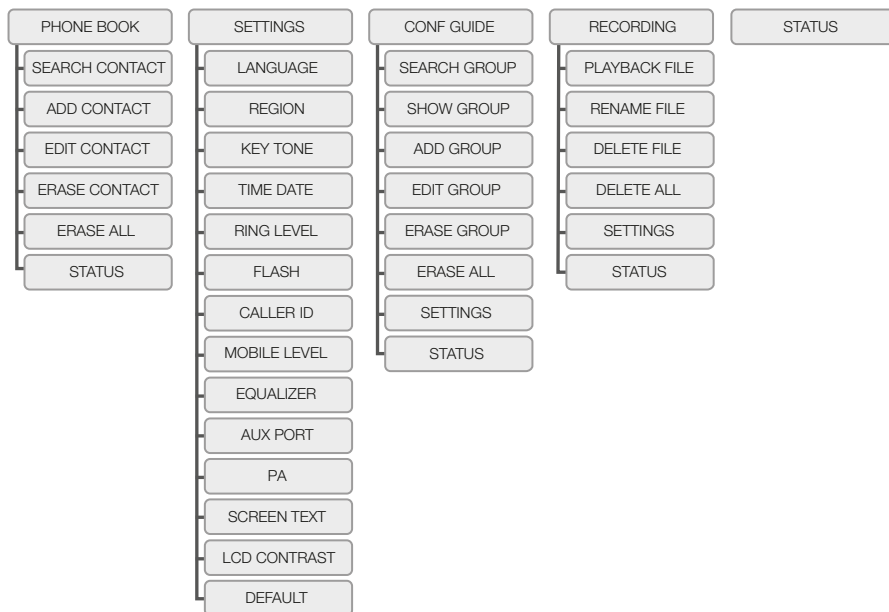 PHONE BOOK
SEARCH CONTACT
ADD CONTACT
EDIT CONTACT
ERASE CONTACT
ERASE ALL
STATUS
SETTINGS
LANGUAGE
REGION
KEY TONE
TIME DATE
RING LEVEL
FLASH
CALLER ID
MOBILE LEVEL
EQUALIZER
AUX PORT
PA
SCREEN TEXT
LCD CONTRAST
DEFAULT
CONF GUIDE
SEARCH GROUP
SHOW GROUP
ADD GROUP
EDIT GROUP
ERASE GROUP
ERASE ALL
SETTINGS
STATUS
RECORDING
PLAYBACK FILE
RENAME FILE
DELETE FILE
DELETE ALL
SETTINGS
STATUS
STATUS